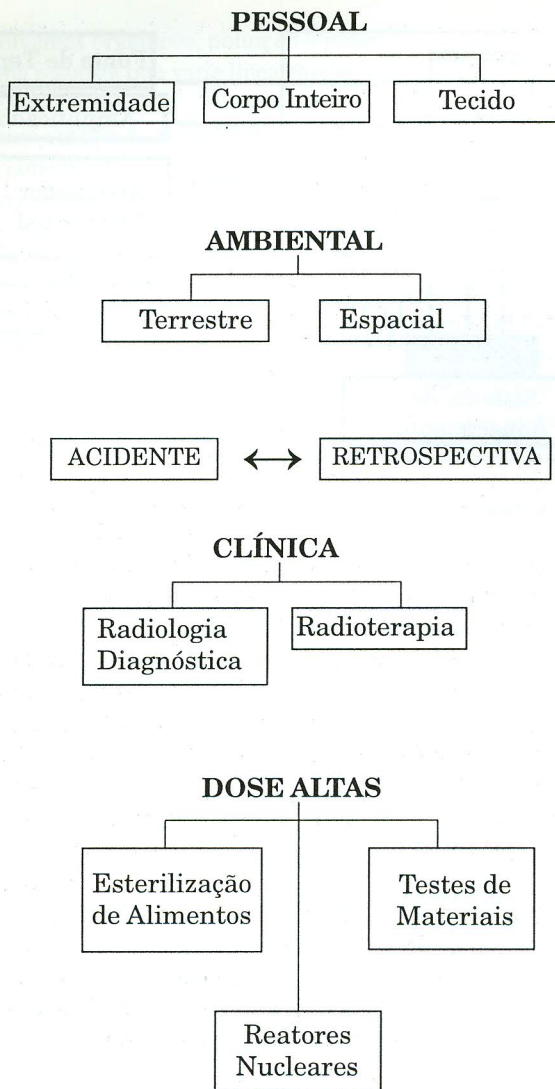 PESSOAL
Extremidade
Corpo Inteiro
Tecido
AMBIENTAL
Terrestre
Espacial
ACIDENTE
RETROSPECTIVA
CLÍNICA
Radiologia
Diagnóstica
Radioterapia
DOSE ALTAS
Esterilização
de Alimentos
Testes de
Materiais
Reatores
Nucleares